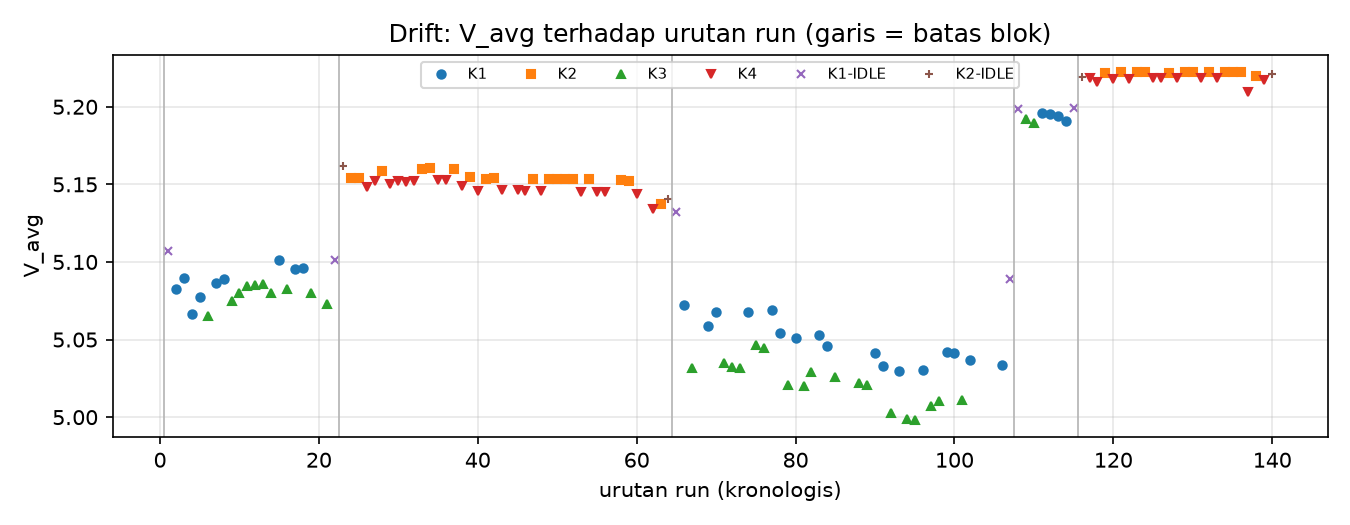 Drift: V_avg terhadap urutan run (garis = batas blok)
K1 K2 K3 K4 K1-IDLE K2-IDLE
V_avg
5.20
5.15
5.10
5.05
5.00
0 20 40 60 80 100 120 140
urutan run (kronologis)